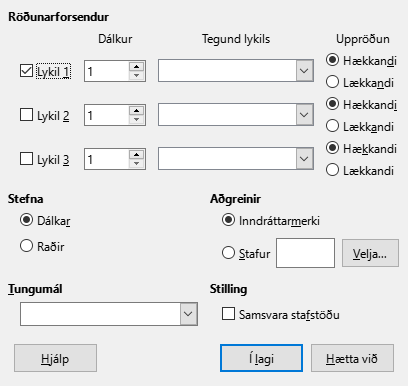 Röðunarforsendur
Dálkur Tegund lykils Uppröðun
Lykil 1 1 Hækkandi
Lækkandi
Lykil 2 1 Hækkandi
Lækkandi
Lykil 3 1 Hækkandi
Lækkandi
Stefna Aðgreinir
Dálkar Inndráttarmerki
Raðir Stafur Velja...
Tungumál Stilling
Samsvara stafstöðu
Hjálp Í lagi Hætta við